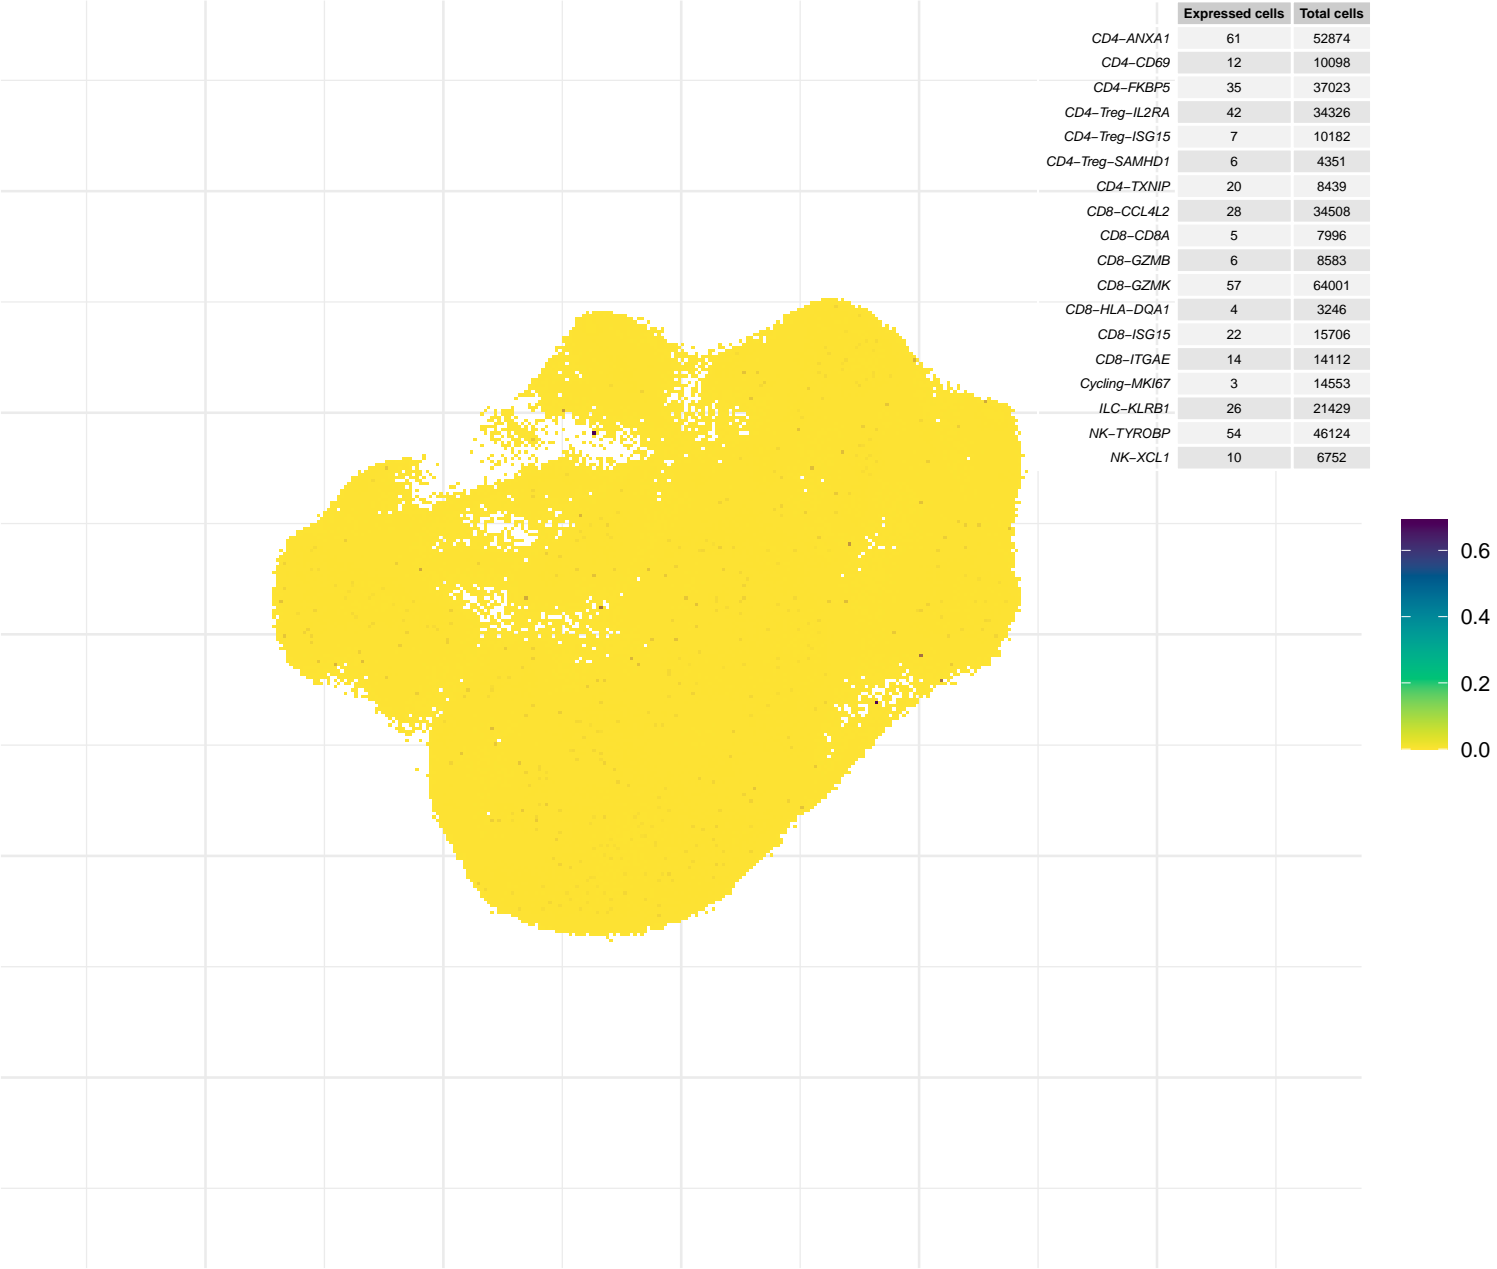 Expressed cells Total cells
CD4−ANXA1 61 52874
CD4−CD69 12 10098
CD4−FKBP5 35 37023
CD4−Treg−IL2RA 42 34326
CD4−Treg−ISG15 7 10182
CD4−Treg−SAMHD1 6 4351
CD4−TXNIP 20 8439
CD8−CCL4L2 28 34508
CD8−CD8A 5 7996
CD8−GZMB 6 8583
CD8−GZMK 57 64001
CD8−HLA−DQA1 4 3246
CD8−ISG15 22 15706
CD8−ITGAE 14 14112
Cycling−MKI67 3 14553
ILC−KLRB1 26 21429
NK−TYROBP 54 46124
NK−XCL1 10 6752
0.6
0.4
0.2
0.0